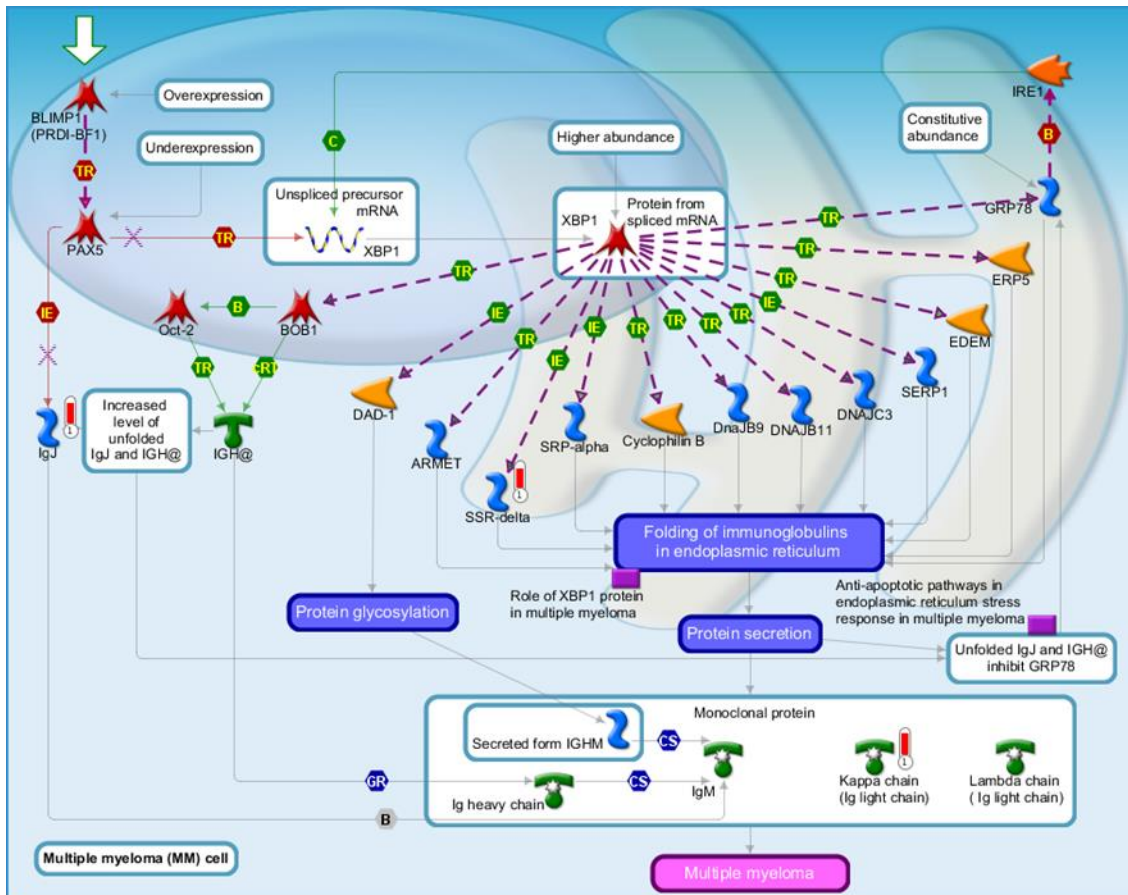 IRE1
BLIMP1
(PRDI-BF1)
Overexpression
Constitutive
abundance
B
C
Underexpression
Higher abundance
TR
Unspliced precursor
mRNA
XBP1
Protein from
spliced mRNA
XBP1
TR
GRP78
PAX5
TR
TR
ERP5
TR
TR
IE
TR
B
Oct-2
BOB1
IE
IE
TR
IE
TR
TR
TR
TR
EDEM
IE
TR
cRT
SERP1
DAD-1
SRP-alpha
Cyclophilin B
DnaJB9
DNAJB11
DNAJC3
IgJ
1
Increased
level of
unfolded
IgJ and IGH@
IGH@
ARMET
SSR-delta
1
Folding of immunoglobulins
in endoplasmic reticulum
Role of XBP1 protein
in multiple myeloma
Anti-apoptotic pathways in
endoplasmic reticulum stress
response in multiple myeloma
Protein glycosylation
Protein secretion
Unfolded IgJ and IGH@
inhibit GRP78
Monoclonal protein
Secreted form IGHM
CS
IgM
Kappa chain
(Ig light chain)
1
Lambda chain
( Ig light chain)
GR
Ig heavy chain
CS
B
Multiple myeloma (MM) cell
Multiple myeloma